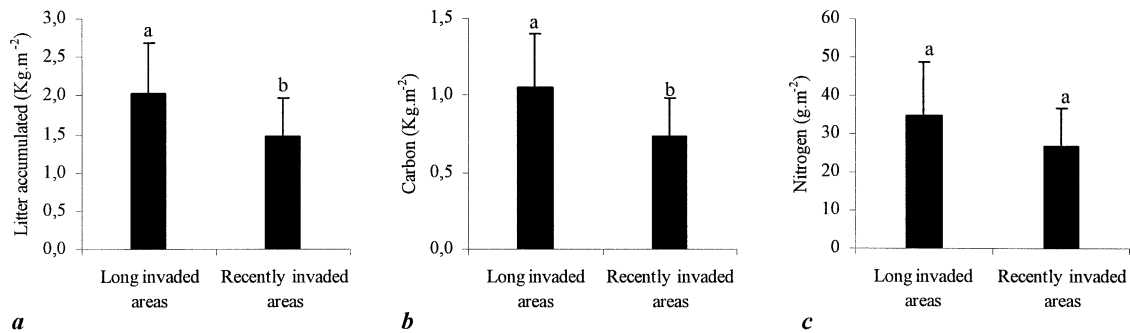 Litter accumulated (Kg.m-2)
3,0
2,5
2,0
1,5
1,0
0,5
0,0
a
b
Long invaded areas
Recently invaded areas
a
Carbon (Kg.m-2)
1,5
1,0
0,5
0,0
a
b
Long invaded areas
Recently invaded areas
b
Nitrogen (g.m-2)
60
50
40
30
20
10
0
a
a
Long invaded areas
Recently invaded areas
c